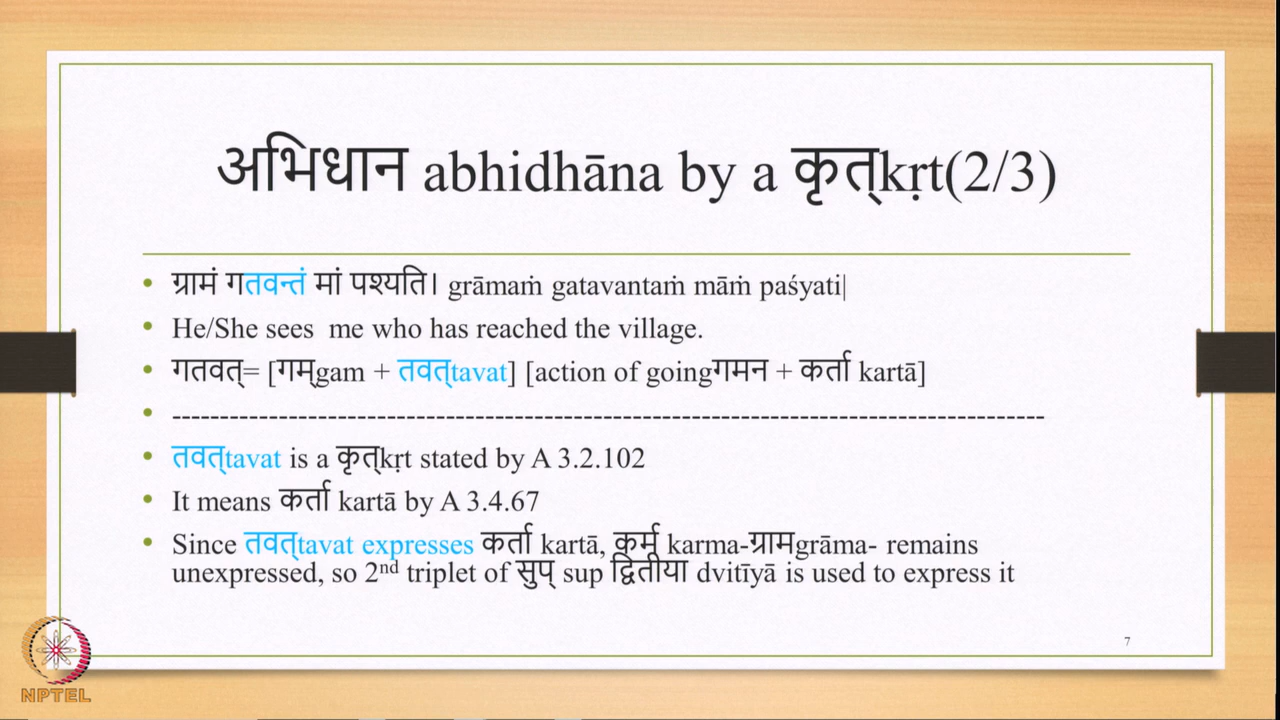 अभिधान abhidhāna by a कृत्kṛt(2/3)
• ग्रामं गतवन्तं मां पश्यति। grāmaṁ gatavantaṁ māṁ paśyati|
• He/She sees  me who has reached the village.
• गतवत्= [गम्gam + तवत्tavat] [action of goingगमन + कर्ता kartā]
• ---------------------------------------------------------------------------------------------
• तवत्tavat is a कृत्kṛt stated by A 3.2.102
• It means कर्ता kartā by A 3.4.67
• Since तवत्tavat expresses कर्ता kartā, कर्म karma-ग्रामgrāma- remains
unexpressed, so 2nd triplet of सुप् sup द्वितीया dvitīyā is used to express it
7
NPTEL